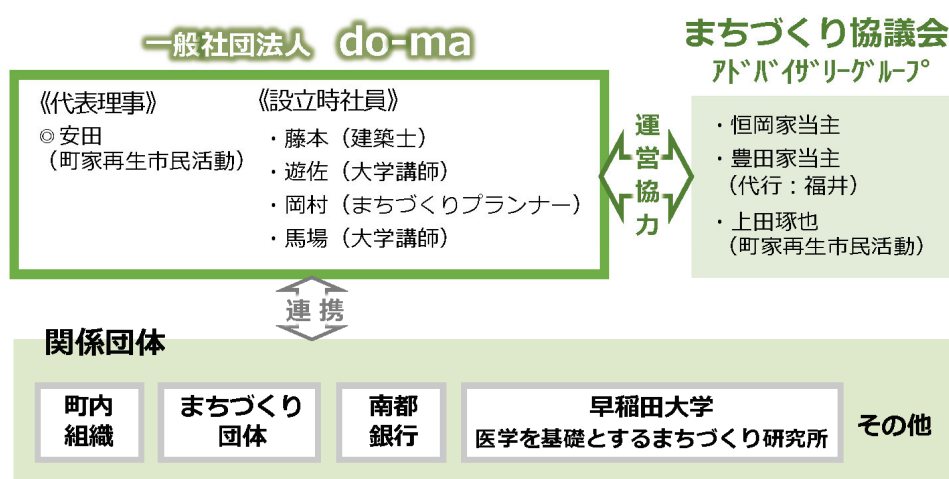 一般社団法人 do-ma
《代表理事》
◎安田
（町家再生市民活動）
《設立時社員》
・藤本（建築士）
・遊佐（大学講師）
・岡村（まちづくりプランナー）
・馬場（大学講師）
運営協力
まちづくり協議会
ｱﾄﾞﾊﾞｲｻﾞﾘｰｸﾞﾙｰﾌﾟ
・恒岡家当主
・豊田家当主
（代行：福井）
・上田琢也
（町家再生市民活動）
連携
関係団体
町内
組織
まちづくり
団体
南都
銀行
早稲田大学
医学を基礎とするまちづくり研究所
その他